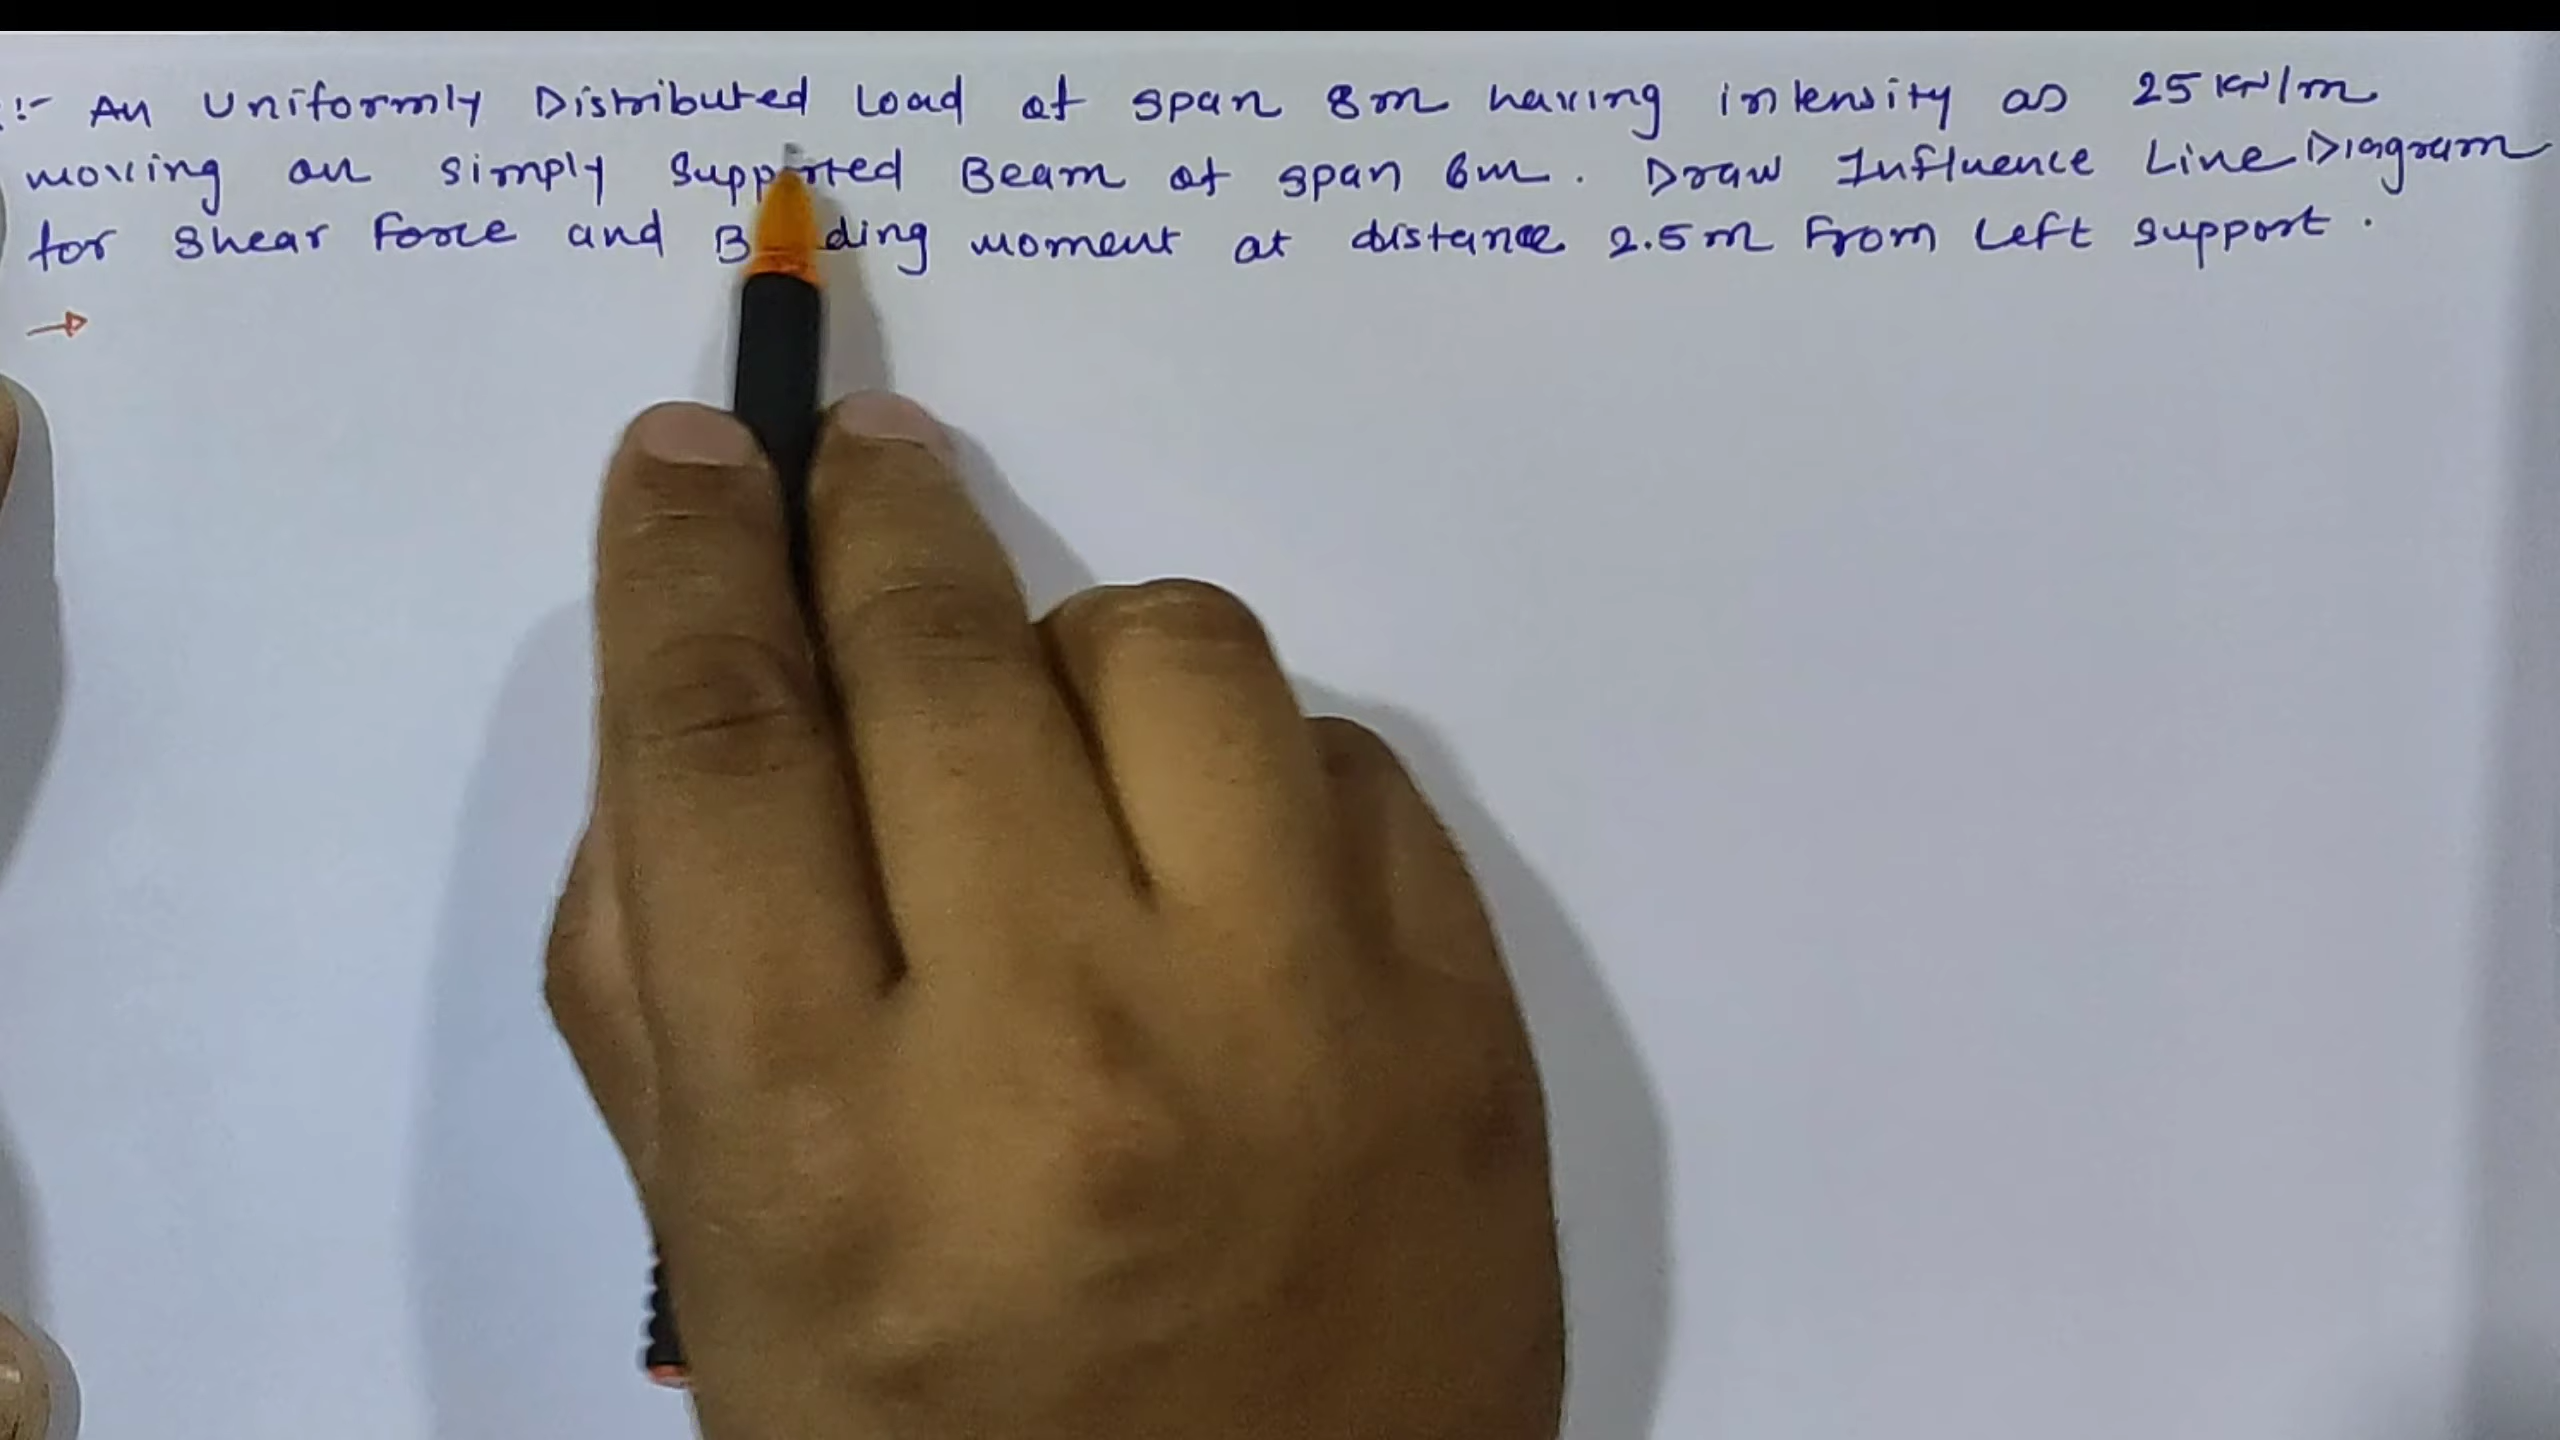 :- An Uniformly Distributed Load of span 8m having intensity as 25 kN/m
moving on simply Supported Beam of span 6m. Draw Influence Line Diagram
for Shear Force and moment at distance 2.5m From Left support.
→